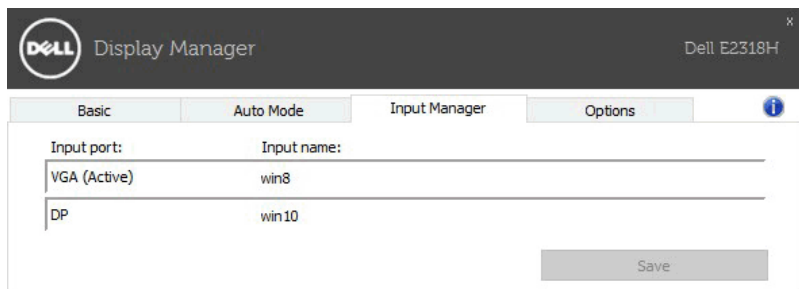 DELL Display Manager Dell E2318H x
Basic Auto Mode Input Manager Options i
Input port: Input name:
VGA (Active) win8
DP win10
Save